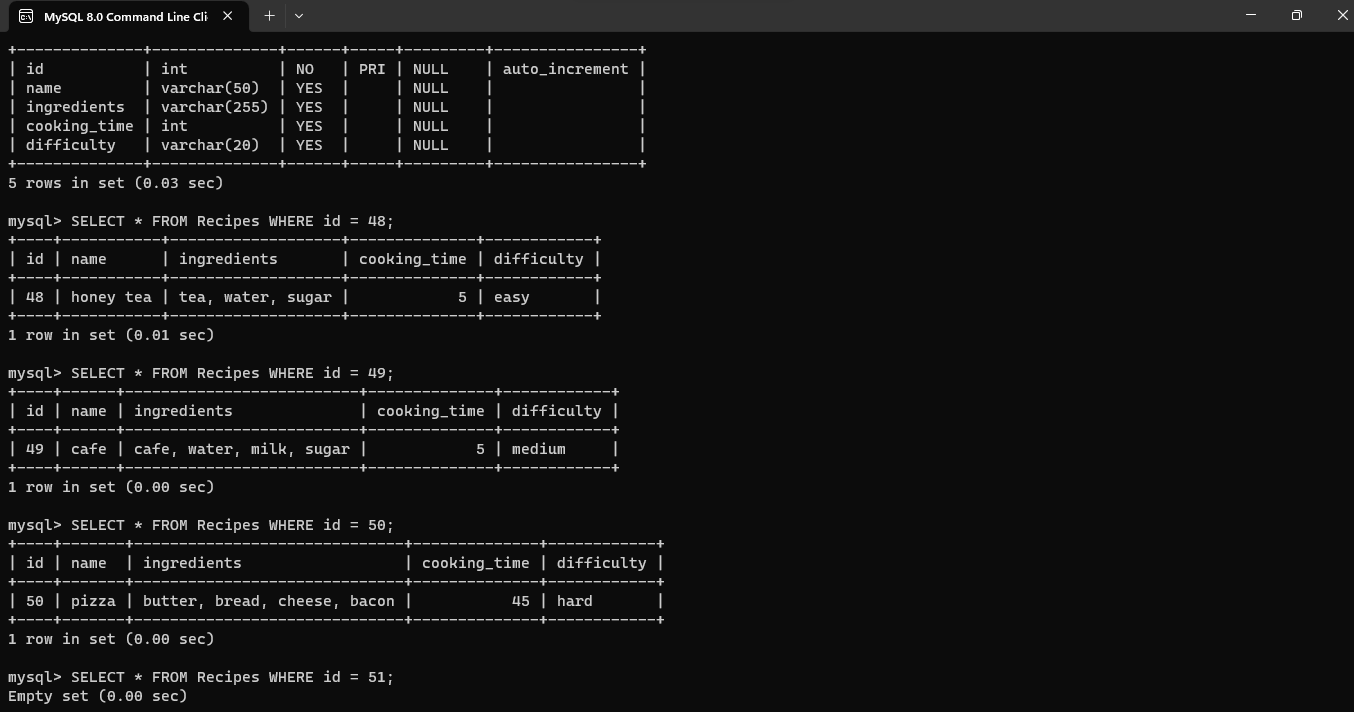 MySQL 8.0 Command Line Cli
+--------------+--------------+------+-----+---------+----------------+
| id           | int          | NO   | PRI | NULL    | auto_increment |
| name         | varchar(50)  | YES  |     | NULL    |                |
| ingredients  | varchar(255) | YES  |     | NULL    |                |
| cooking_time | int          | YES  |     | NULL    |                |
| difficulty   | varchar(20)  | YES  |     | NULL    |                |
+--------------+--------------+------+-----+---------+----------------+
5 rows in set (0.03 sec)

mysql> SELECT * FROM Recipes WHERE id = 48;
+----+-----------+-------------------+--------------+------------+
| id | name      | ingredients       | cooking_time | difficulty |
+----+-----------+-------------------+--------------+------------+
| 48 | honey tea | tea, water, sugar |            5 | easy       |
+----+-----------+-------------------+--------------+------------+
1 row in set (0.01 sec)

mysql> SELECT * FROM Recipes WHERE id = 49;
+----+------+--------------------------+--------------+------------+
| id | name | ingredients              | cooking_time | difficulty |
+----+------+--------------------------+--------------+------------+
| 49 | cafe | cafe, water, milk, sugar |            5 | medium     |
+----+------+--------------------------+--------------+------------+
1 row in set (0.00 sec)

mysql> SELECT * FROM Recipes WHERE id = 50;
+----+-------+------------------------------+--------------+------------+
| id | name  | ingredients                  | cooking_time | difficulty |
+----+-------+------------------------------+--------------+------------+
| 50 | pizza | butter, bread, cheese, bacon |           45 | hard       |
+----+-------+------------------------------+--------------+------------+
1 row in set (0.00 sec)

mysql> SELECT * FROM Recipes WHERE id = 51;
Empty set (0.00 sec)